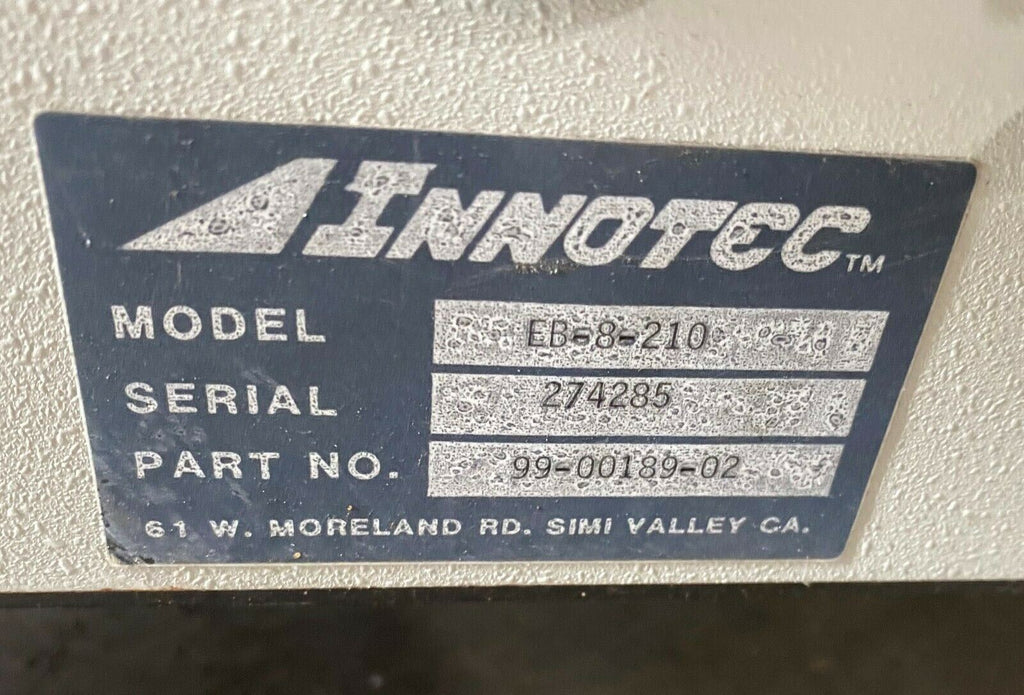 INNOTEC™
MODEL EB-8-210
SERIAL 274285
PART NO. 99-00189-02
61 W. MORELAND RD. SIMI VALLEY CA.